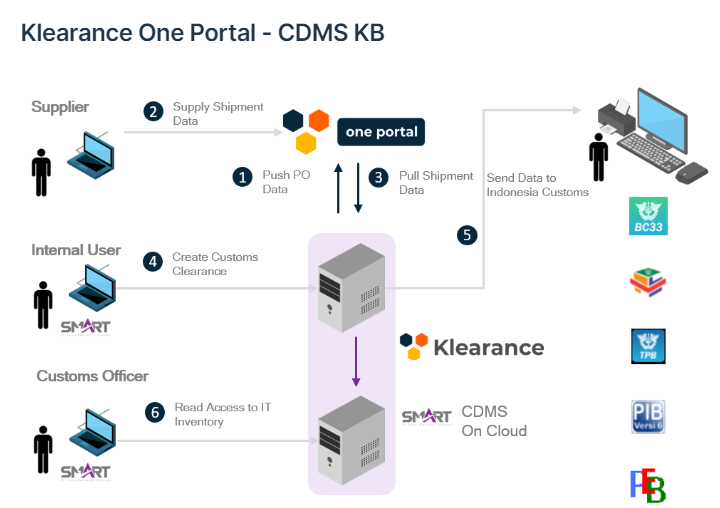 Klearance One Portal - CDMS KB
Supplier
2
Supply Shipment
Data
one portal
1
Push PO
Data
3
Pull Shipment
Data
Send Data to
Indonesia Customs
5
BC33
Internal User
4
Create Customs
Clearance
SMART
Klearance
TPB
Customs Officer
6
Read Access to IT
Inventory
SMART
SMART
CDMS
On Cloud
PIB
Versi 6
PEB